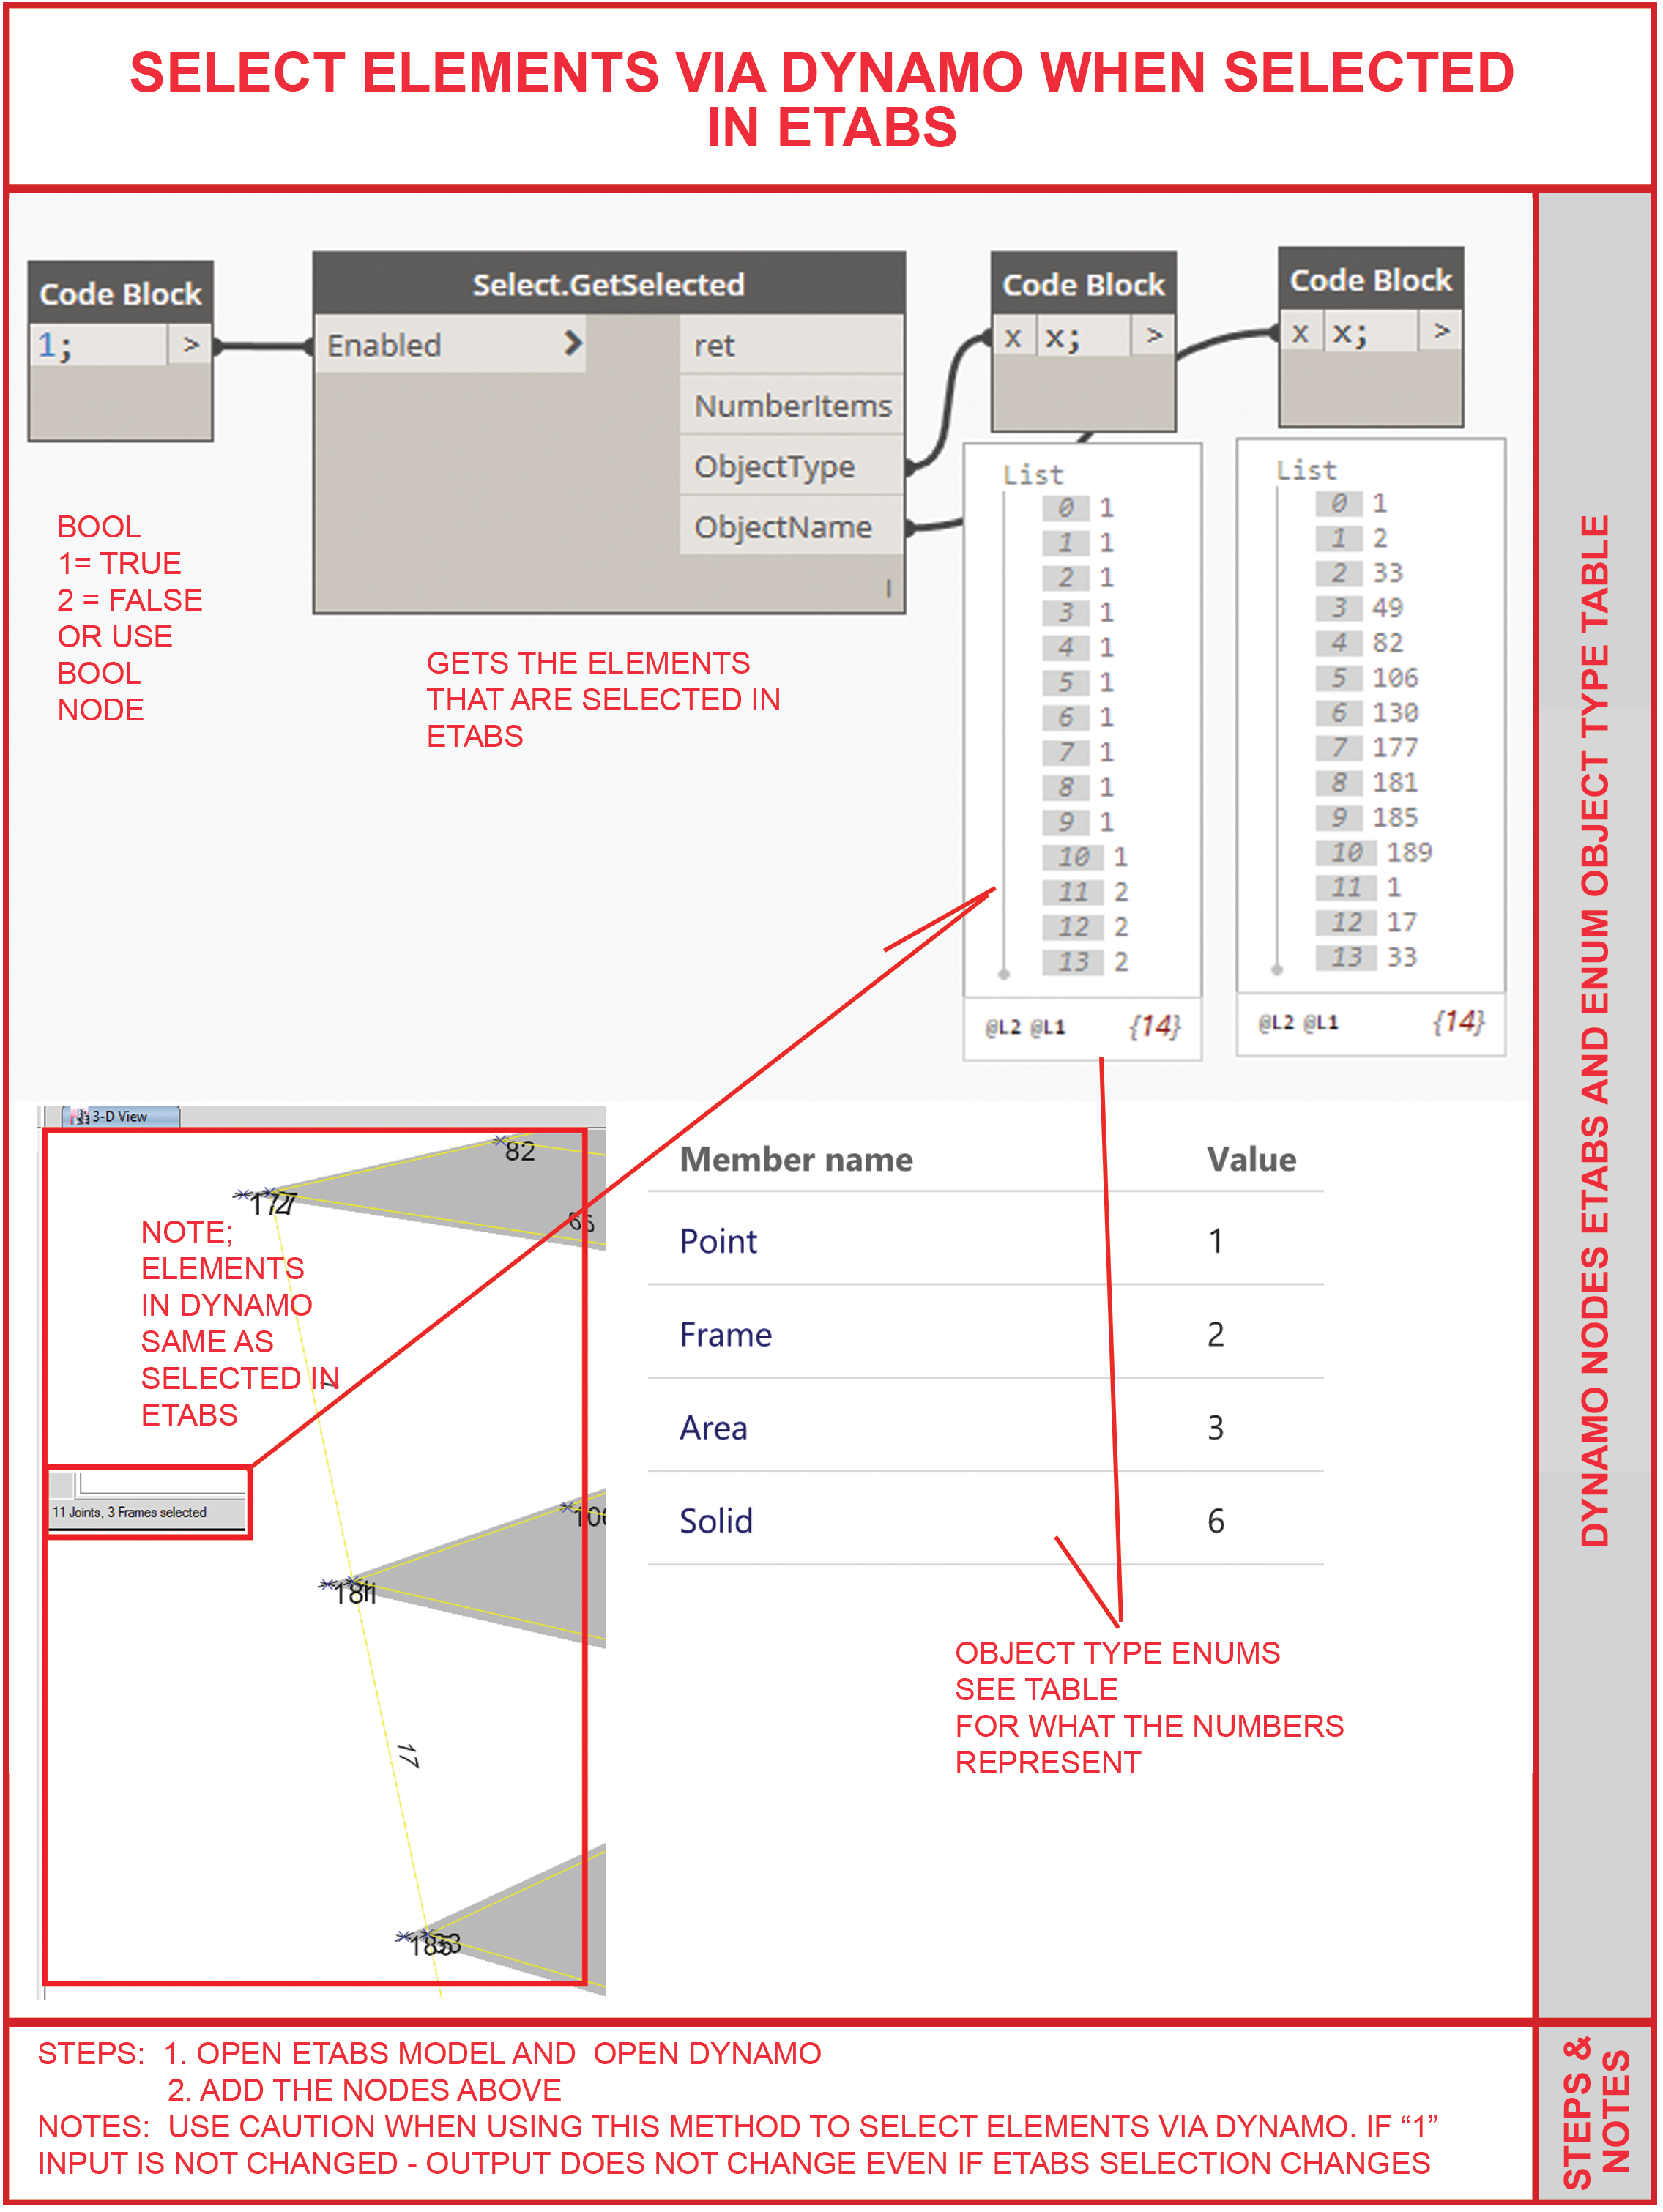 SELECT ELEMENTS VIA DYNAMO WHEN SELECTED
IN ETABS
Code Block
1; >
Select.GetSelected
Enabled >
ret
NumberItems
ObjectType
ObjectName
l
Code Block
x x; >
Code Block
x x; >
BOOL
1= TRUE
2 = FALSE
OR USE
BOOL
NODE
GETS THE ELEMENTS
THAT ARE SELECTED IN
ETABS
List
0 1
1 1
2 1
3 1
4 1
5 1
6 1
7 1
8 1
9 1
10 1
11 2
12 2
13 2
@L2 @L1 {14}
List
0 1
1 2
2 33
3 49
4 82
5 106
6 130
7 177
8 181
9 185
10 189
11 1
12 17
13 33
@L2 @L1 {14}
DYNAMO NODES ETABS AND ENUM OBJECT TYPE TABLE
3-D View
82
NOTE;
ELEMENTS
IN DYNAMO
SAME AS
SELECTED IN
ETABS
11 Joints, 3 Frames selected
17
Member name Value
Point 1
Frame 2
Area 3
Solid 6
OBJECT TYPE ENUMS
SEE TABLE
FOR WHAT THE NUMBERS
REPRESENT
STEPS: 1. OPEN ETABS MODEL AND OPEN DYNAMO
2. ADD THE NODES ABOVE
NOTES: USE CAUTION WHEN USING THIS METHOD TO SELECT ELEMENTS VIA DYNAMO. IF “1”
INPUT IS NOT CHANGED - OUTPUT DOES NOT CHANGE EVEN IF ETABS SELECTION CHANGES
STEPS &
NOTES